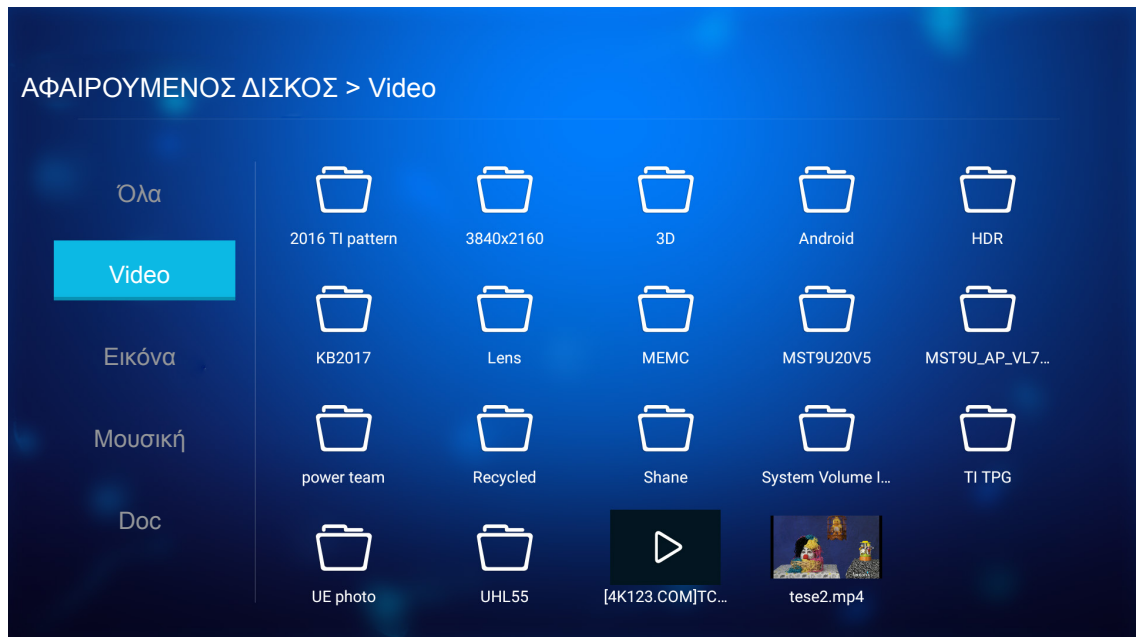 ΑΦΑΙΡΟΥΜΕΝΟΣ ΔΙΣΚΟΣ > Video
Όλα
Video
Εικόνα
Μουσική
Doc
2016 TI pattern
3840x2160
3D
Android
HDR
KB2017
Lens
MEMC
MST9U20V5
MST9U_AP_VL7...
power team
Recycled
Shane
System Volume I...
TI TPG
UE photo
UHL55
[4K123.COM]TC...
tese2.mp4